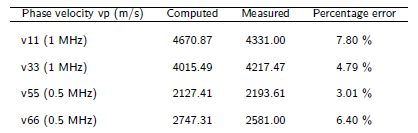 Phase velocity vp (m/s) Computed Measured Percentage error
v11 (1 MHz) 4670.87 4331.00 7.80 %
v33 (1 MHz) 4015.49 4217.47 4.79 %
v55 (0.5 MHz) 2127.41 2193.61 3.01 %
v66 (0.5 MHz) 2747.31 2581.00 6.40 %